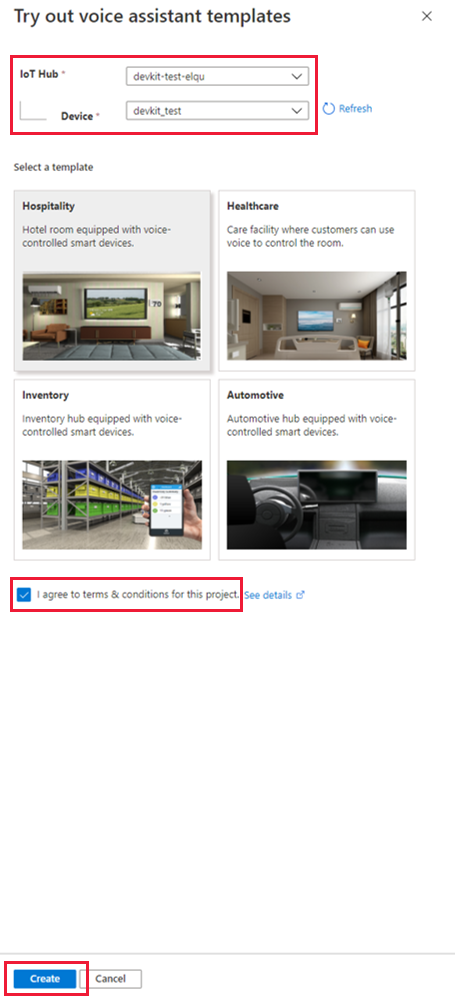 Try out voice assistant templates
IoT Hub *
devkit-test-elqu
Device *
devkit_test
Refresh
Select a template
Hospitality
Hotel room equipped with voice-
controlled smart devices.
70
Healthcare
Care facility where customers can use
voice to control the room.
Inventory
Inventory hub equipped with voice-
controlled smart devices.
Automotive
Automotive hub equipped with voice-
controlled smart devices.
I agree to terms & conditions for this project.
See details
Create
Cancel